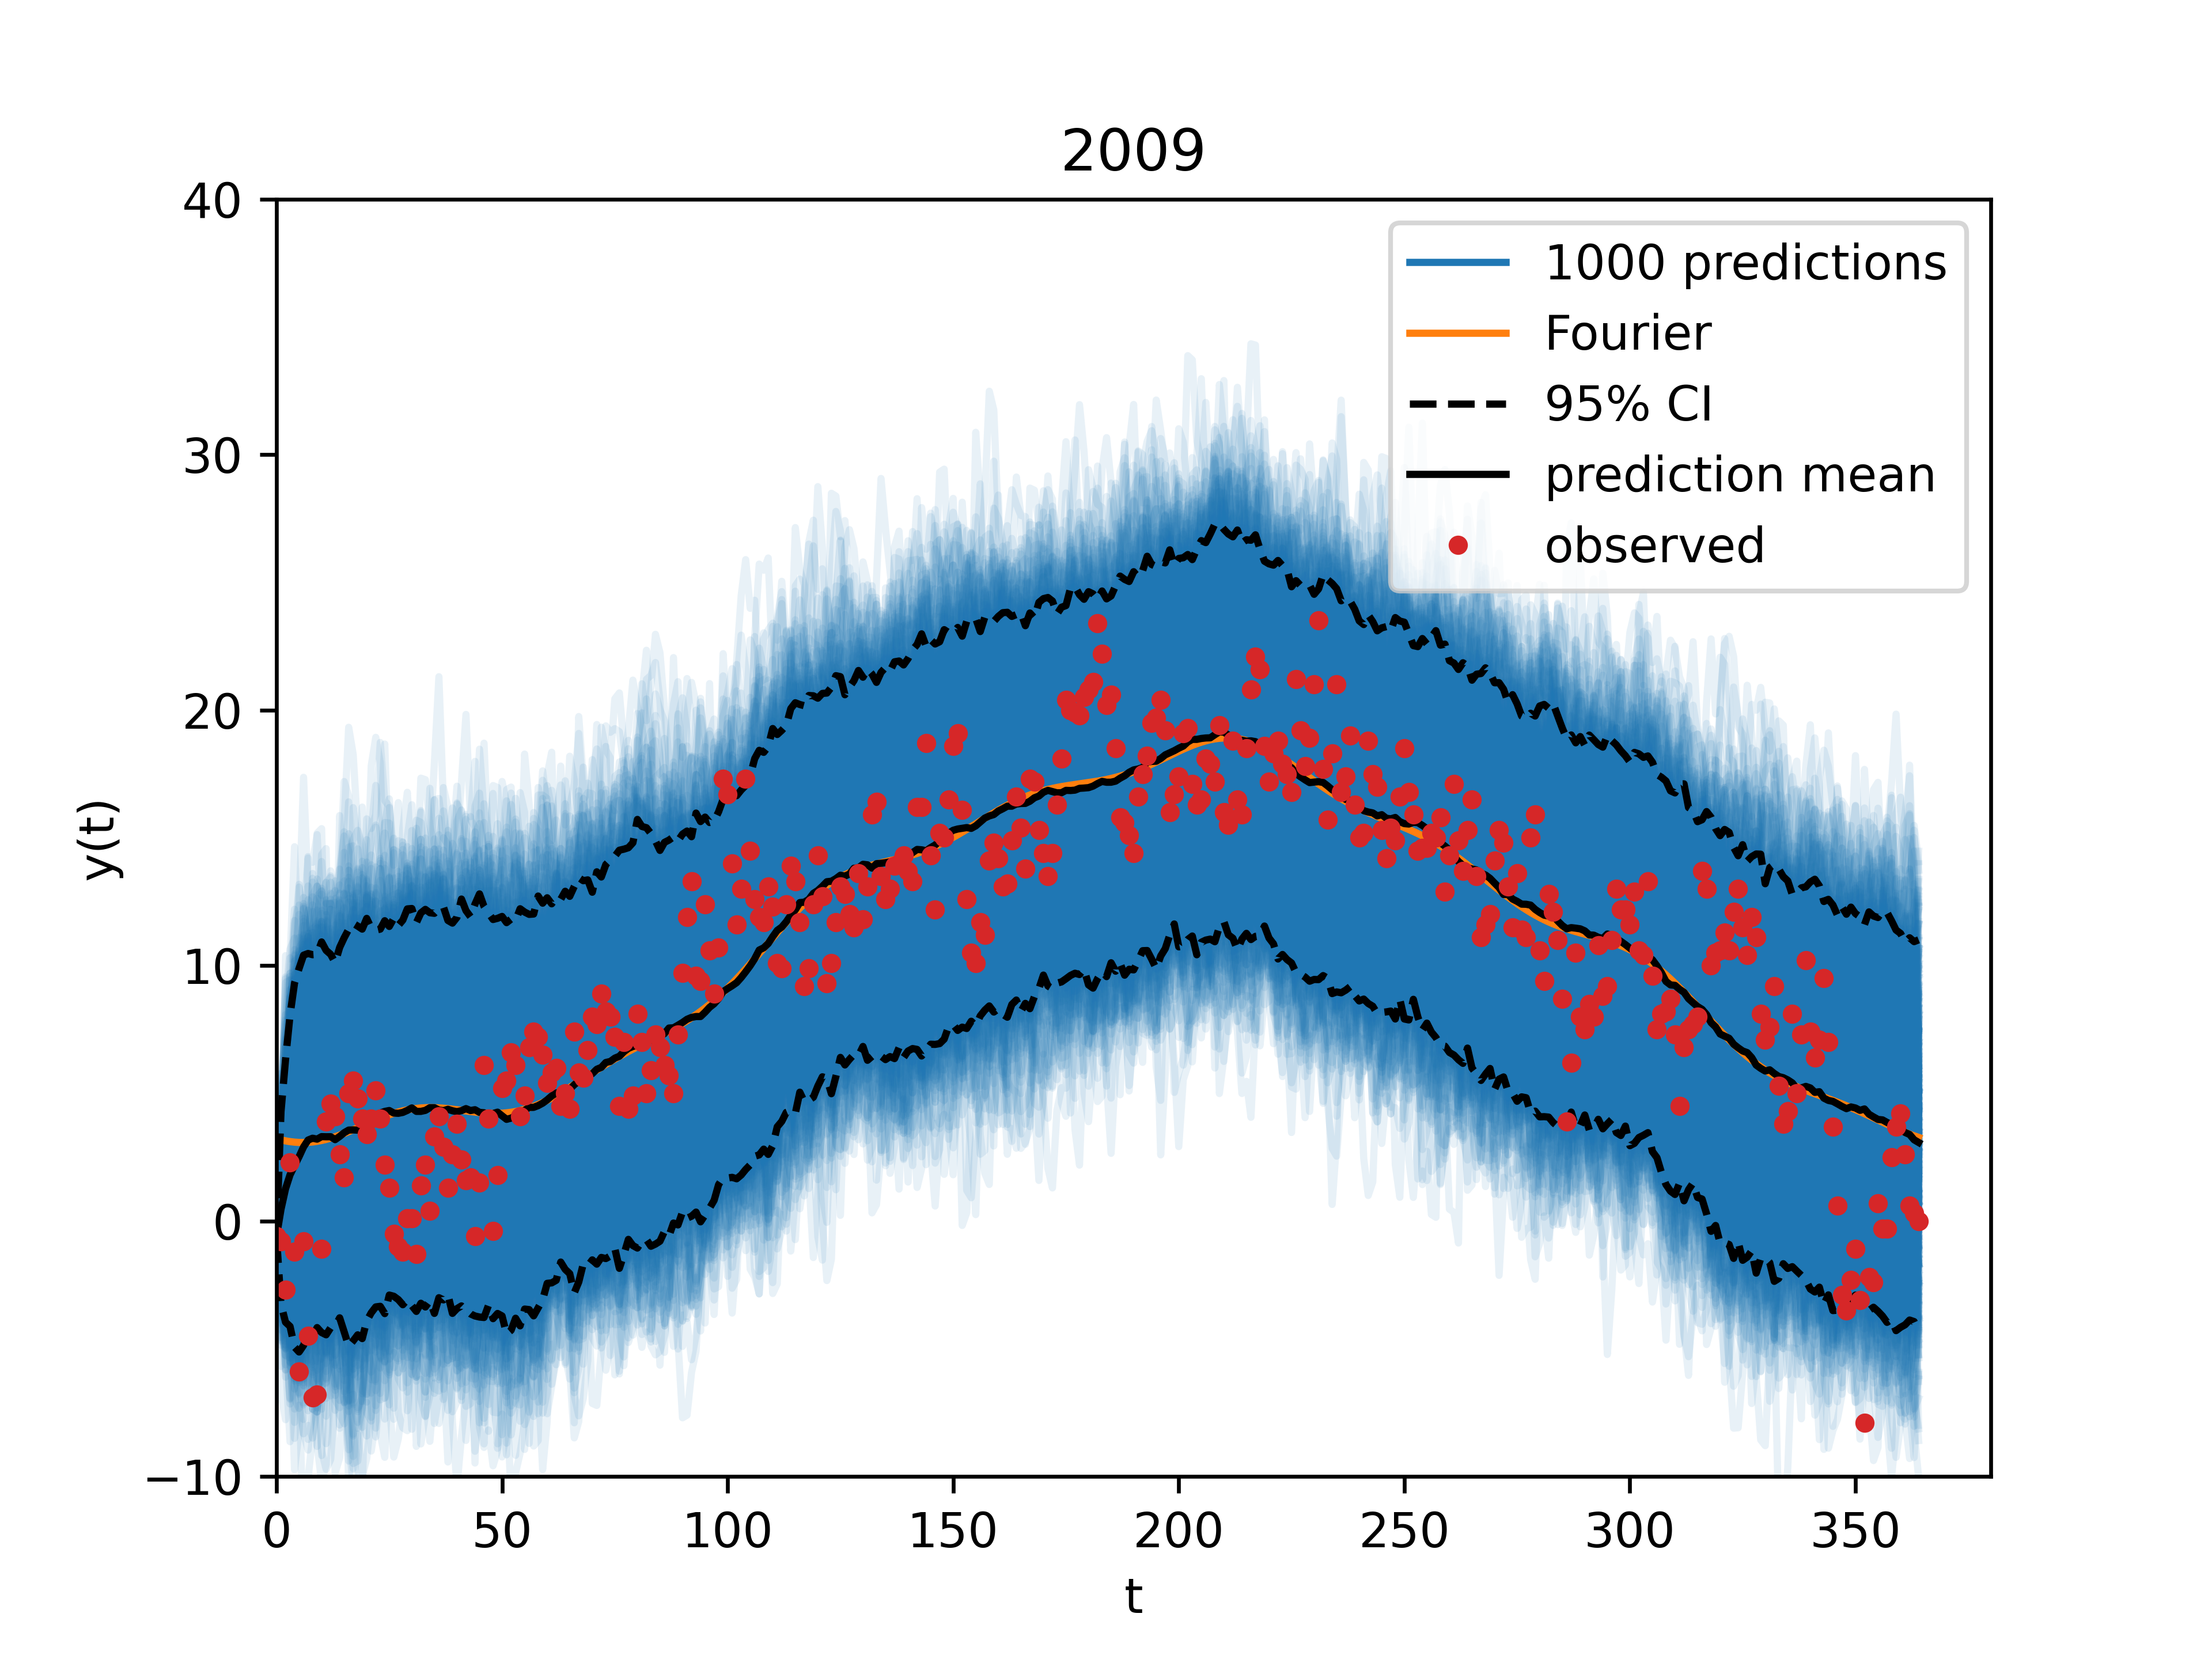 2009
40
30
20
10
0
−10
y(t)
1000 predictions
Fourier
95% CI
prediction mean
observed
0 50 100 150 200 250 300 350
t